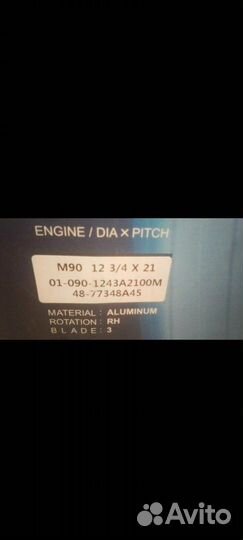 ENGINE / DIA × PITCH
M90 12 3/4 X 21
01-090-1243A2100M
48-77348A45
MATERIAL : ALUMINUM
ROTATION : RH
BLADE : 3
Avito